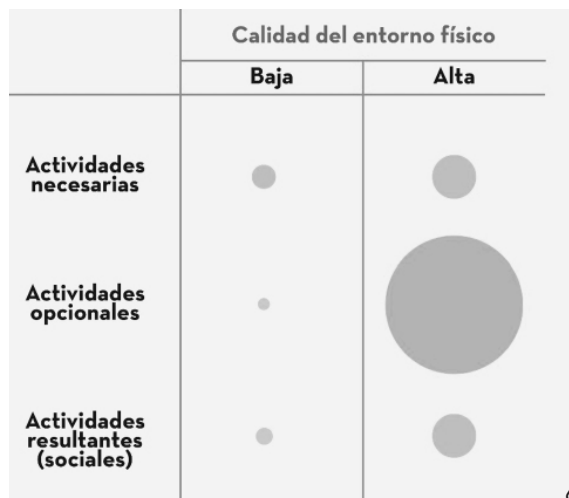 Calidad del entorno físico
Baja
Alta
Actividades
necesarias
Actividades
opcionales
Actividades
resultantes
(sociales)